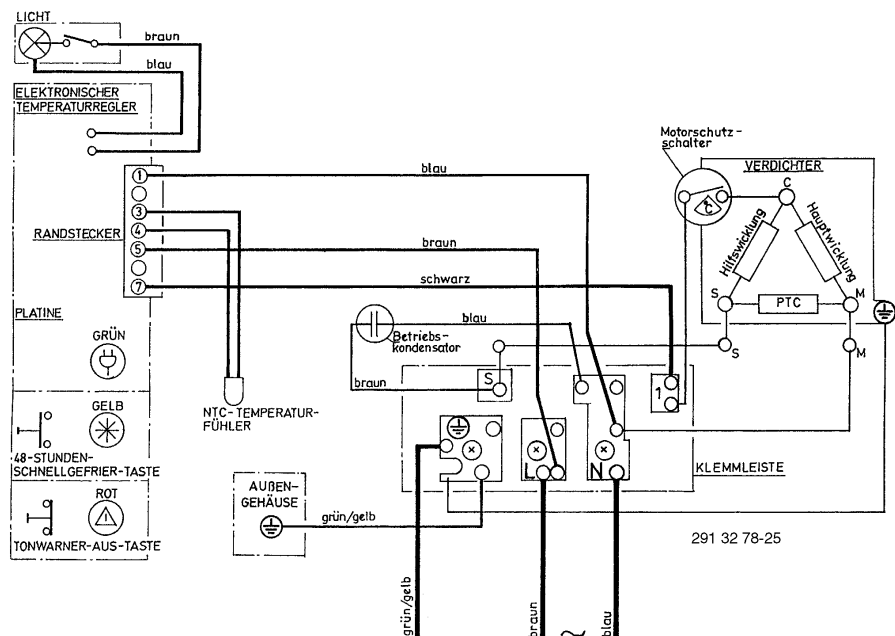 LICHT
braun
blau
ELEKTRONISCHER
TEMPERATURREGLER
Motorschutz-
schalter
VERDICHTER
1
blau
C
°C
3
Hilfswicklung
Hauptwicklung
RANDSTECKER
4
5
braun
7
schwarz
S
PTC
M
PLATINE
blau
Betriebs-
kondensator
S
M
GRÜN
braun
S
1
GELB
NTC-TEMPERATUR-
FÜHLER
48-STUNDEN-
SCHNELLGEFRIER-TASTE
L
N
KLEMMLEISTE
ROT
AUßEN-
GEHÄUSE
grün/gelb
TONWARNER-AUS-TASTE
291 32 78-25
grün/gelb
braun
blau